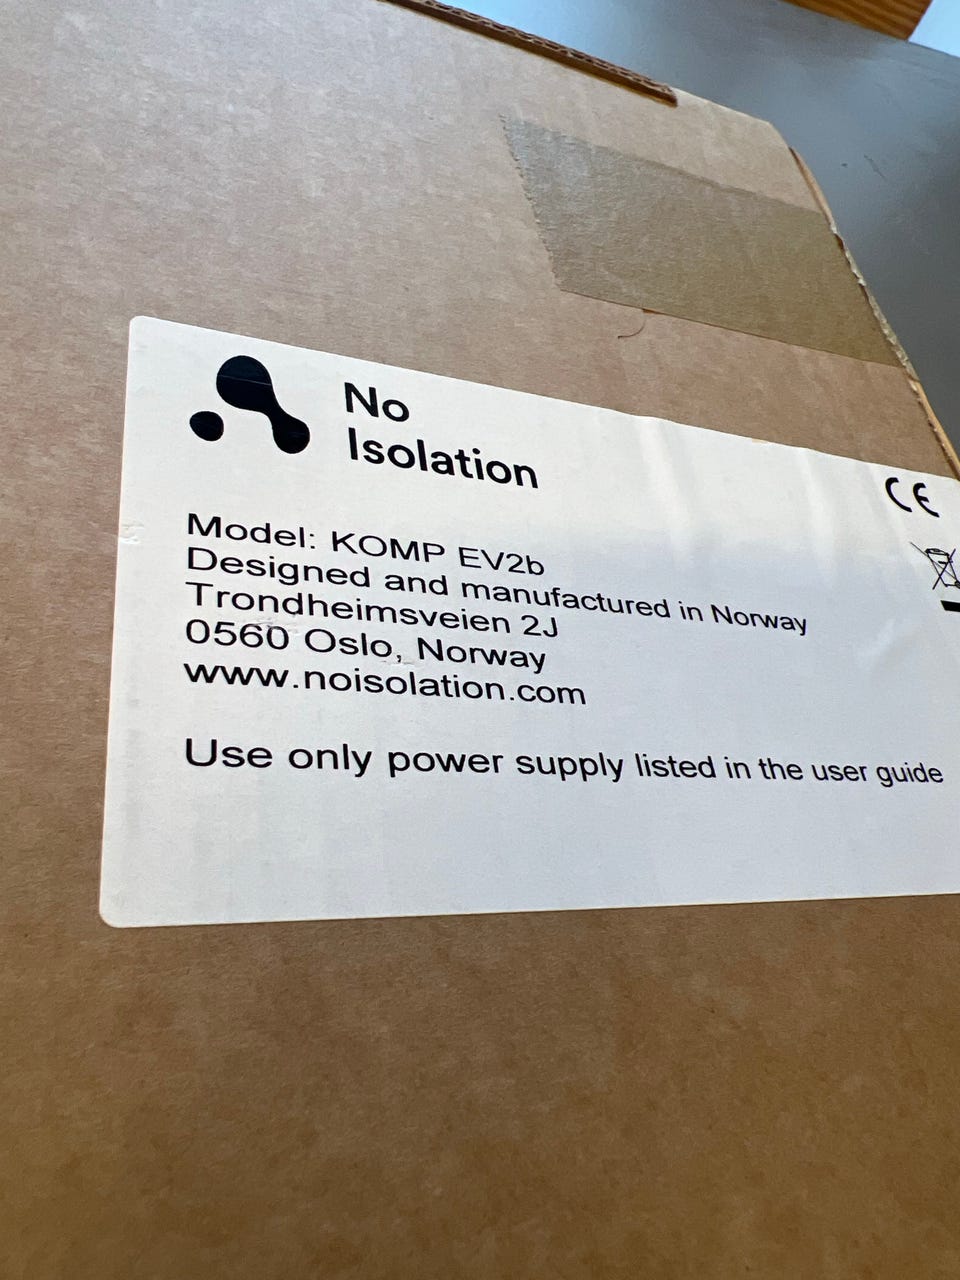 No
Isolation
CE
Model: KOMP EV2b
Designed and manufactured in Norway
Trondheimsveien 2J
0560 Oslo, Norway
www.noisolation.com
Use only power supply listed in the user guide